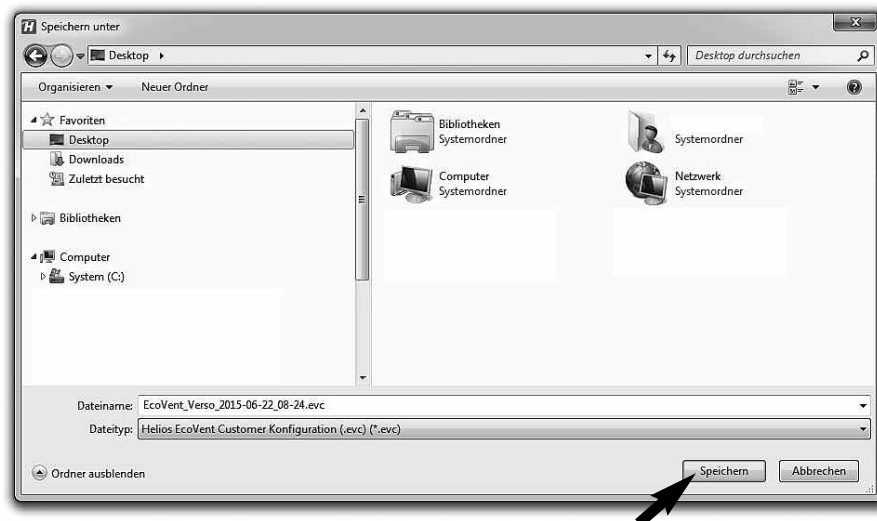 Speichern unter
Desktop
Desktop durchsuchen
Organisieren Neuer Ordner
Favoriten
Desktop
Downloads
Zuletzt besucht
Bibliotheken
Computer
System (C:)
Bibliotheken
Systemordner
Systemordner
Computer
Systemordner
Netzwerk
Systemordner
Dateiname: EcoVent_Verso_2015-06-22_08-24.evc
Dateityp: Helios EcoVent Customer Konfiguration (.evc) (*.evc)
Ordner ausblenden
Speichern Abbrechen